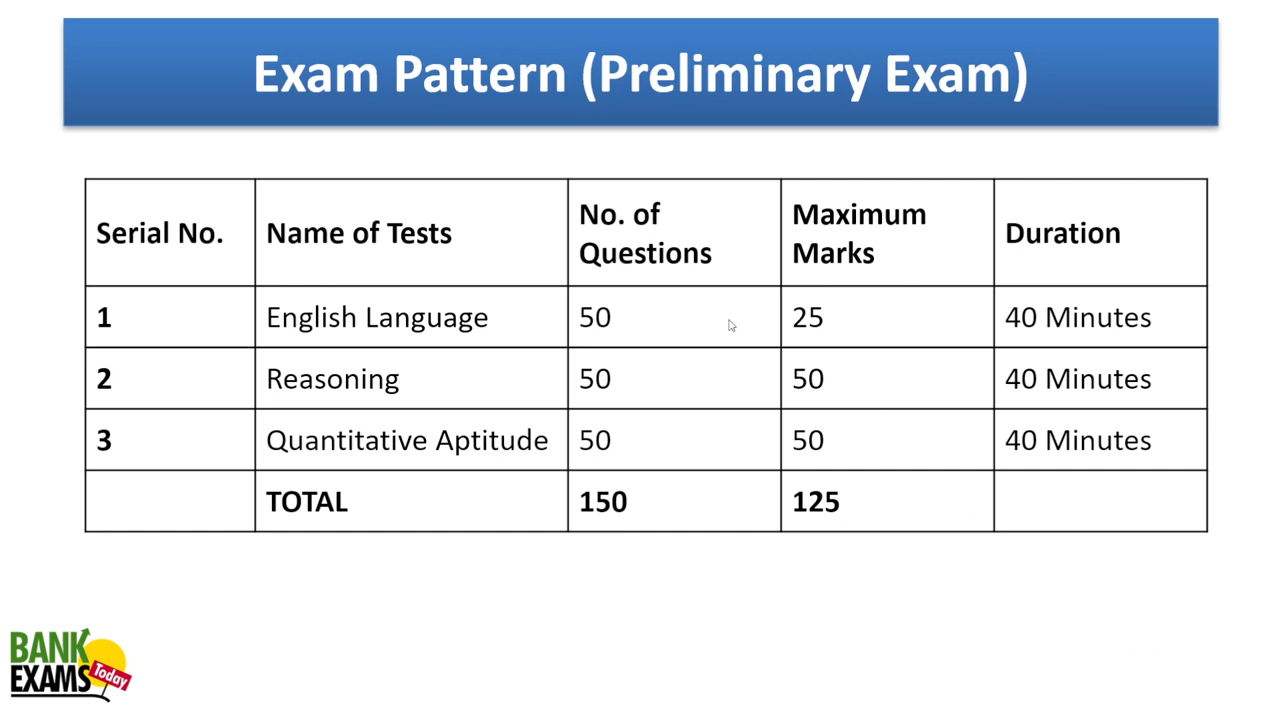 Exam Pattern (Preliminary Exam)
Serial No. Name of Tests No. of Questions Maximum Marks Duration
1 English Language 50 25 40 Minutes
2 Reasoning 50 50 40 Minutes
3 Quantitative Aptitude 50 50 40 Minutes
TOTAL 150 125
BANK
EXAMS Today